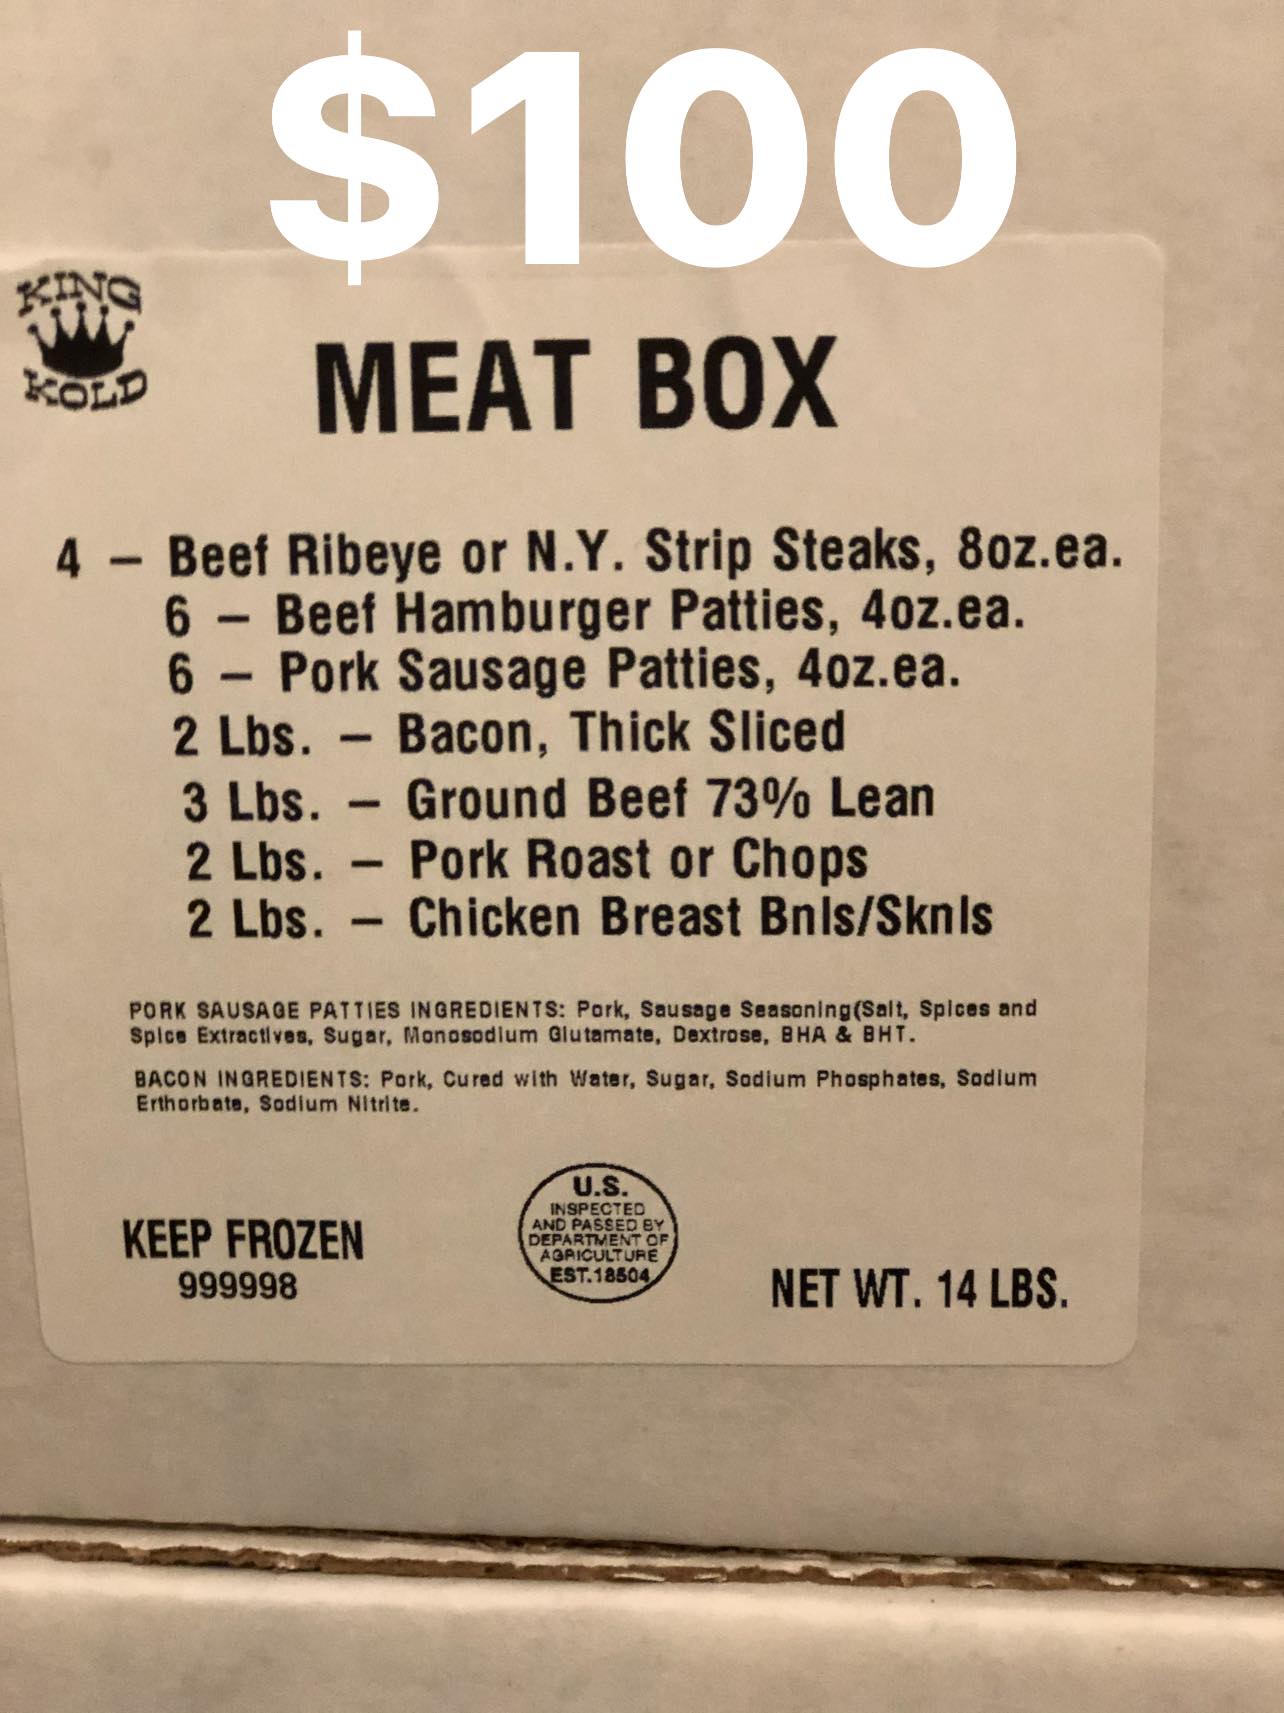 $100
KING
KOLD
MEAT BOX
4 – Beef Ribeye or N.Y. Strip Steaks, 8oz.ea.
6 – Beef Hamburger Patties, 4oz.ea.
6 – Pork Sausage Patties, 4oz.ea.
2 Lbs. – Bacon, Thick Sliced
3 Lbs. – Ground Beef 73% Lean
2 Lbs. – Pork Roast or Chops
2 Lbs. – Chicken Breast Bnls/Sknls
PORK SAUSAGE PATTIES INGREDIENTS: Pork, Sausage Seasoning(Salt, Spices and
Spice Extractives, Sugar, Monosodium Glutamate, Dextrose, BHA & BHT.
BACON INGREDIENTS: Pork, Cured with Water, Sugar, Sodium Phosphates, Sodium
Erthorbate, Sodium Nitrite.
KEEP FROZEN
999998
U.S.
INSPECTED
AND PASSED BY
DEPARTMENT OF
AGRICULTURE
EST.18504
NET WT. 14 LBS.